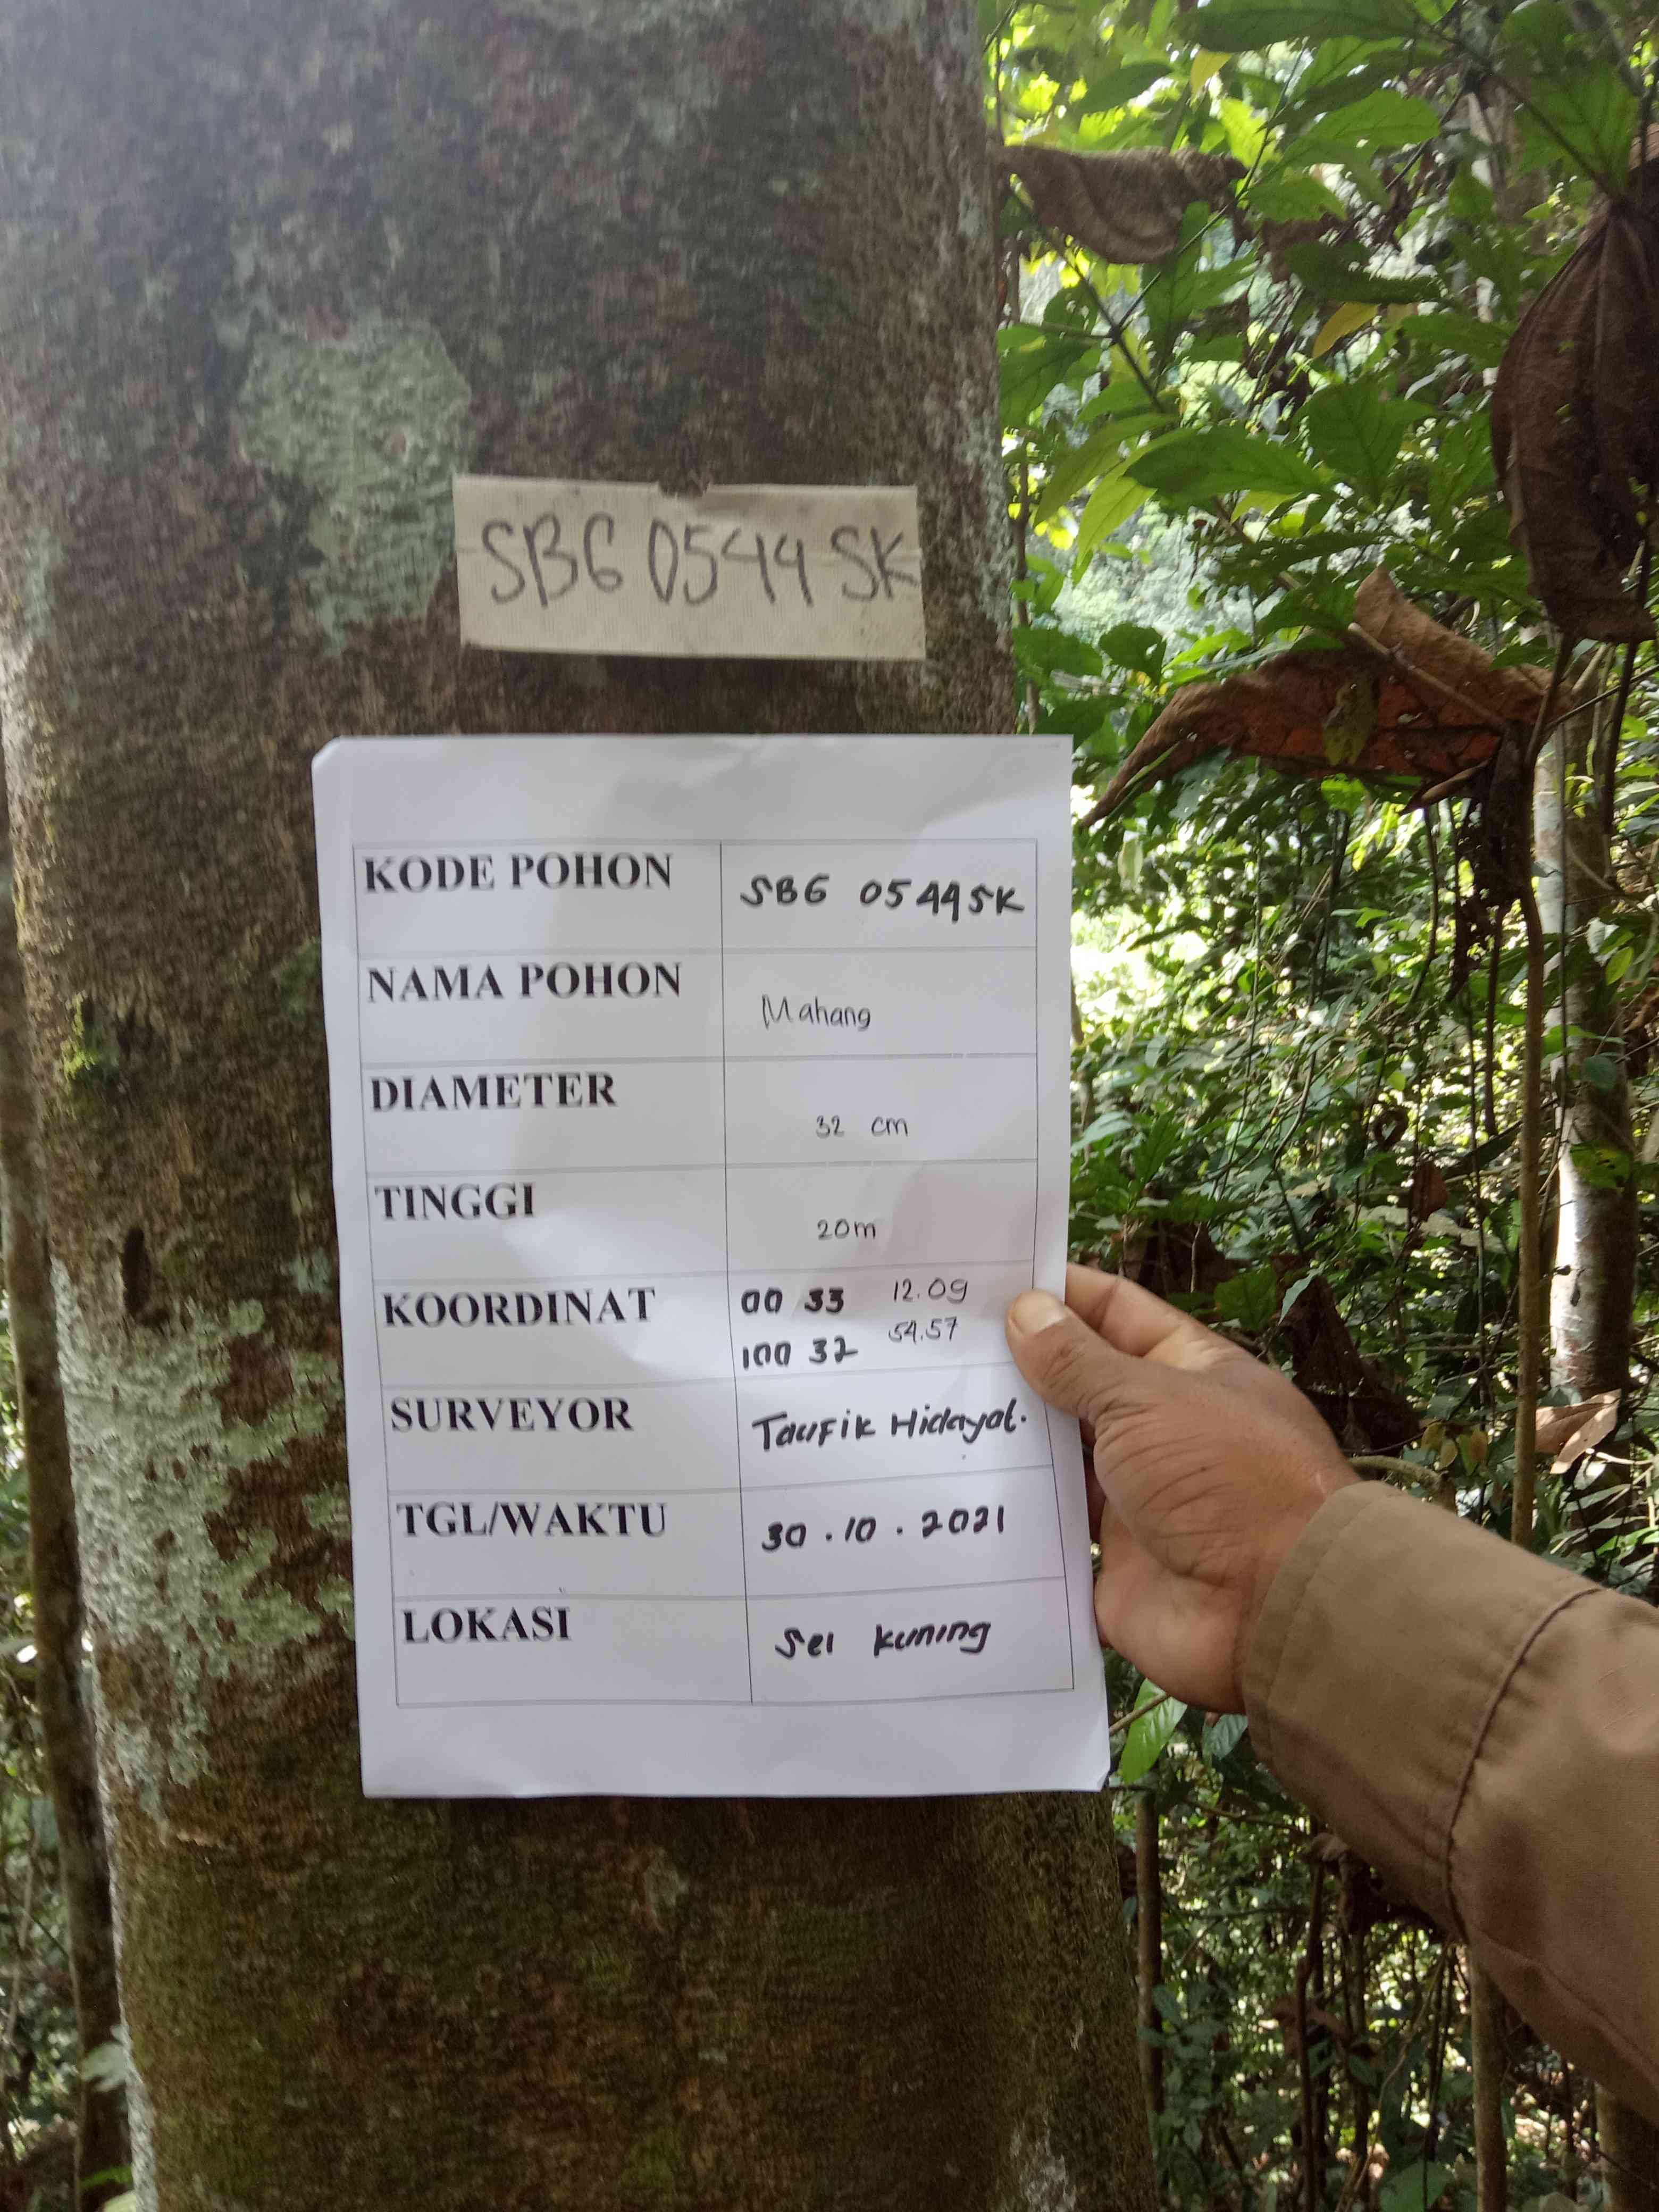 SBG 0544 SK
KODE POHON SBG 0544 SK
NAMA POHON Mahang
DIAMETER 32 cm
TINGGI 20m
KOORDINAT 00 33 12.09
100 32 54.57
SURVEYOR Taufik Hidayat.
TGL/WAKTU 30.10.2021
LOKASI Sei Kuning